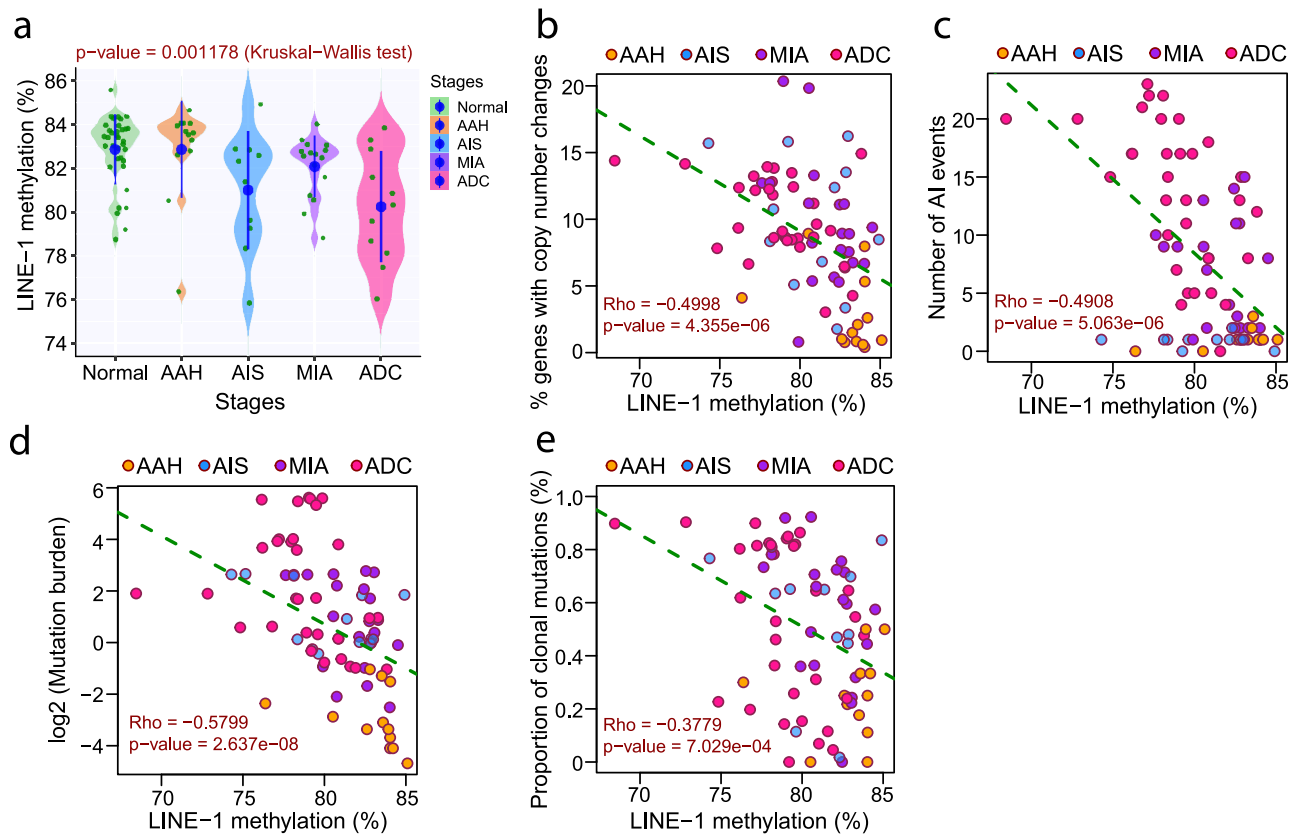 a
p-value = 0.001178 (Kruskal-Wallis test)
LINE-1 methylation (%)
86
84
82
80
78
76
74
Normal AAH AIS MIA ADC
Stages
Stages
Normal
AAH
AIS
MIA
ADC
b
AAH AIS MIA ADC
% genes with copy number changes
20
15
10
5
0
Rho = −0.4998
p-value = 4.355e-06
70 75 80 85
LINE-1 methylation (%)
c
AAH AIS MIA ADC
Number of AI events
20
15
10
5
0
Rho = −0.4908
p-value = 5.063e-06
70 75 80 85
LINE-1 methylation (%)
d
AAH AIS MIA ADC
log2 (Mutation burden)
6
4
2
0
−2
−4
Rho = −0.5799
p-value = 2.637e-08
70 75 80 85
LINE-1 methylation (%)
e
AAH AIS MIA ADC
Proportion of clonal mutations (%)
1.0
0.8
0.6
0.4
0.2
0
Rho = −0.3779
p-value = 7.029e-04
70 75 80 85
LINE-1 methylation (%)